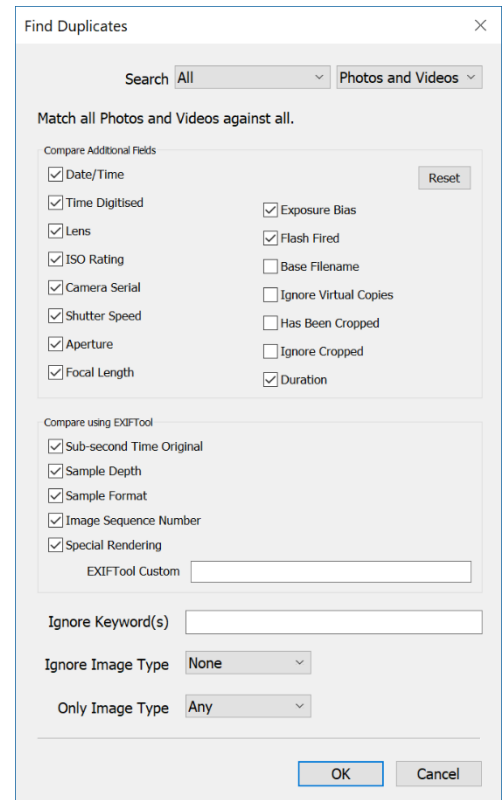 Find Duplicates
Search All Photos and Videos
Match all Photos and Videos against all.
Compare Additional Fields
Date/Time
Reset
Time Digitised
Exposure Bias
Lens
Flash Fired
ISO Rating
Base Filename
Camera Serial
Ignore Virtual Copies
Shutter Speed
Has Been Cropped
Aperture
Ignore Cropped
Focal Length
Duration
Compare using EXIFTool
Sub-second Time Original
Sample Depth
Sample Format
Image Sequence Number
Special Rendering
EXIFTool Custom
Ignore Keyword(s)
Ignore Image Type None
Only Image Type Any
OK Cancel